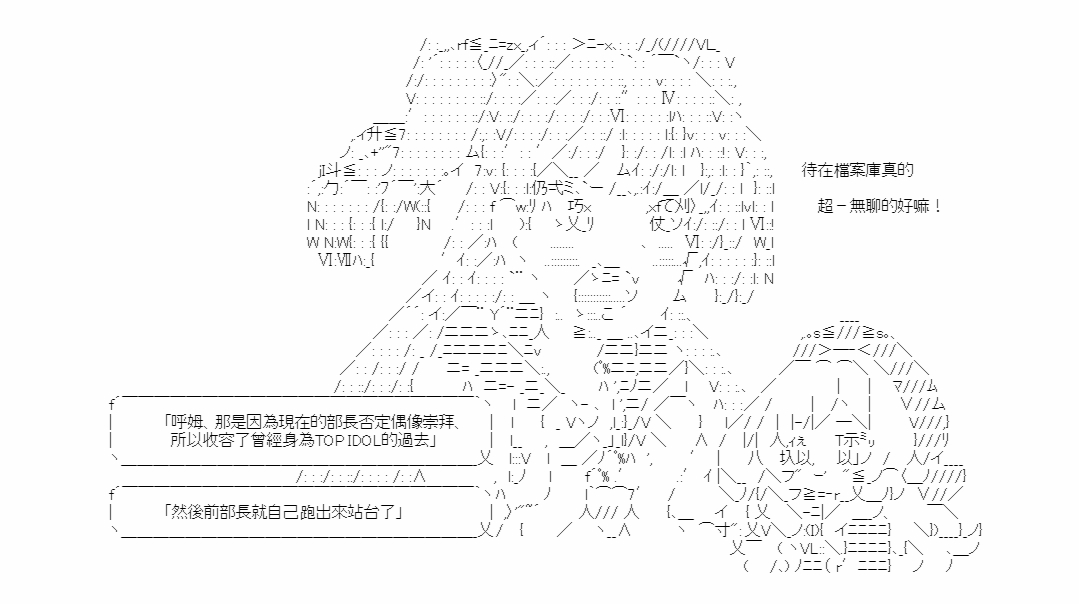 待在檔案庫真的
超－無聊的好嘛！
「呼姆、那是因為現在的部長否定偶像崇拜、
所以收容了曾經身為TOP IDOL的過去」
「然後前部長就自己跑出來站台了」